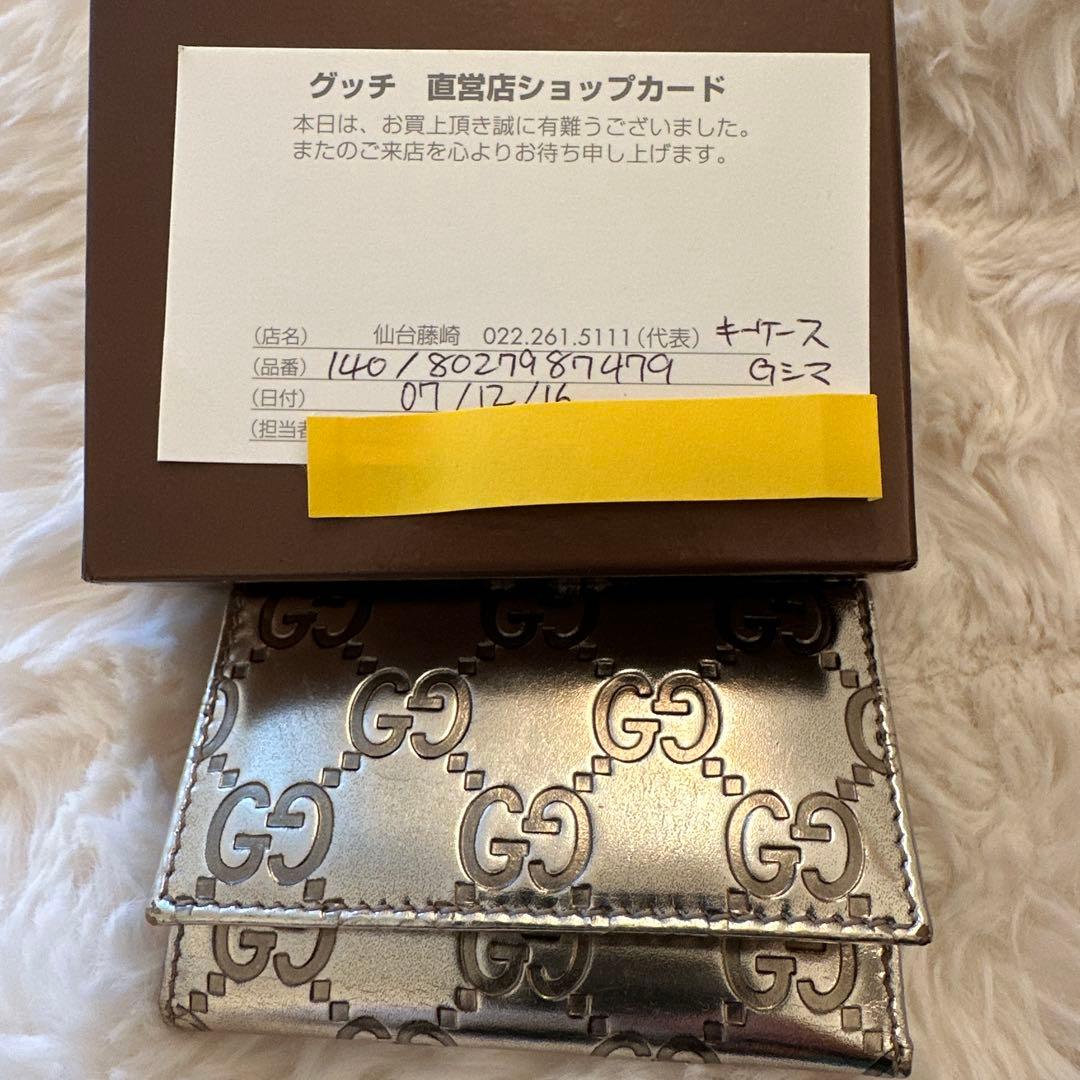 グッチ 直営店ショップカード
本日は、お買上頂き誠に有難うございました。
またのご来店を心よりお待ち申し上げます。
(店名) 仙台藤崎 022.261.5111(代表) キーケース
(品番) 140/8027987479 Gシマ
(日付) 07/12/16
(担当者